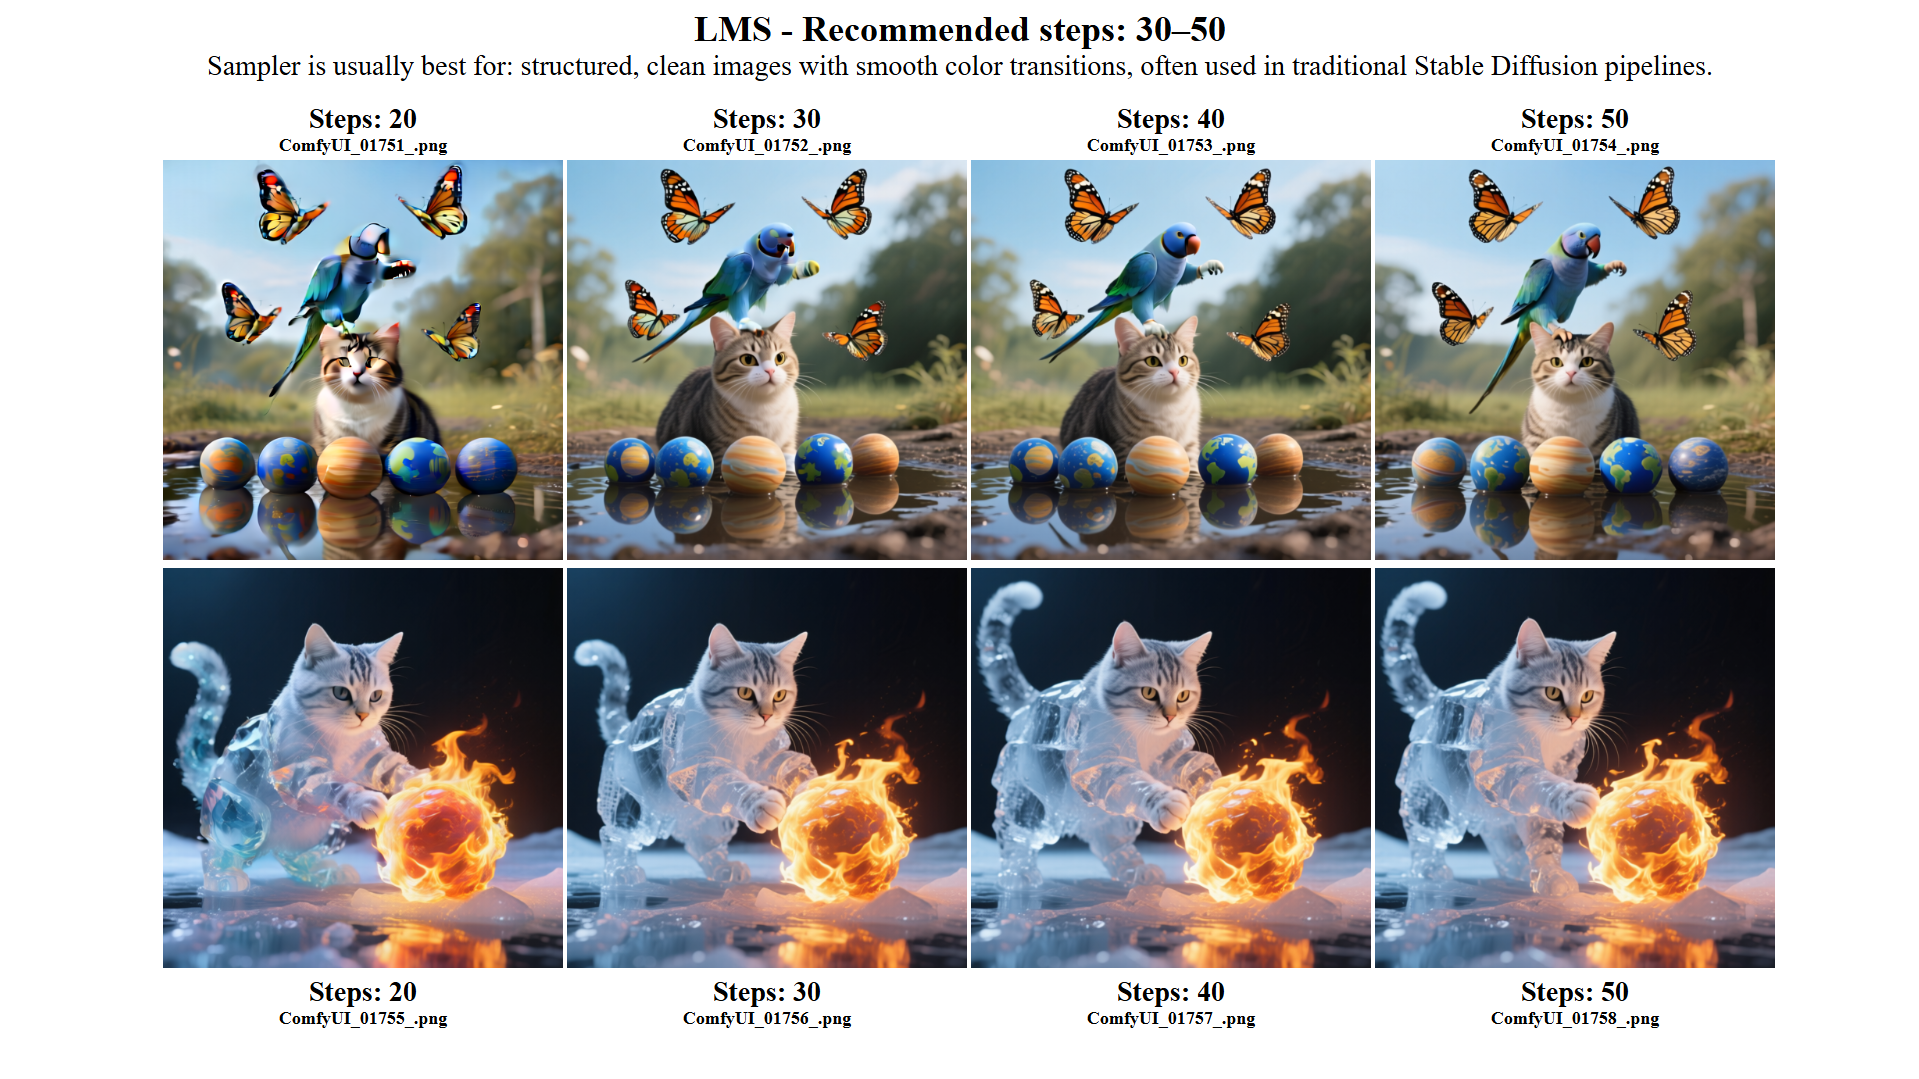 LMS - Recommended steps: 30–50
Sampler is usually best for: structured, clean images with smooth color transitions, often used in traditional Stable Diffusion pipelines.
Steps: 20
ComfyUI_01751_.png
Steps: 30
ComfyUI_01752_.png
Steps: 40
ComfyUI_01753_.png
Steps: 50
ComfyUI_01754_.png
Steps: 20
ComfyUI_01755_.png
Steps: 30
ComfyUI_01756_.png
Steps: 40
ComfyUI_01757_.png
Steps: 50
ComfyUI_01758_.png